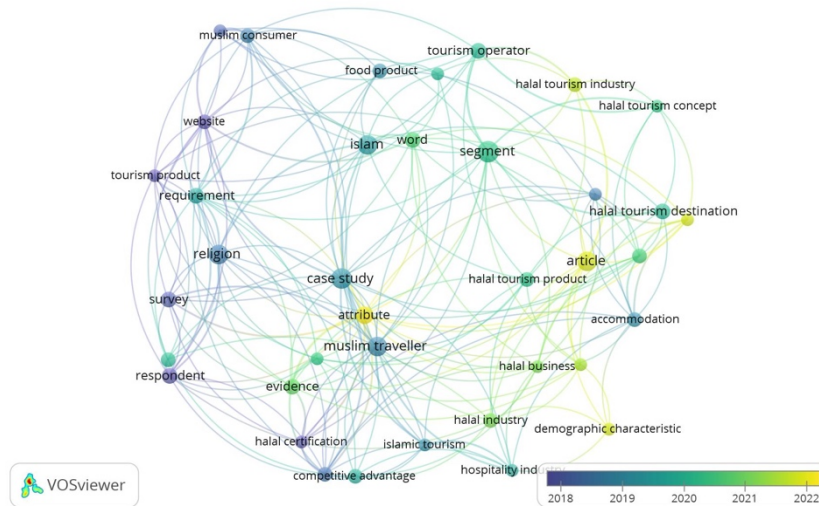 muslim consumer
tourism operator
food product
halal tourism industry
halal tourism concept
website
islam
word
segment
tourism product
requirement
halal tourism destination
religion
article
case study
halal tourism product
survey
attribute
accommodation
muslim traveller
respondent
evidence
halal business
halal industry
demographic characteristic
halal certification
islamic tourism
competitive advantage
hospitality industry
VOSviewer
2018 2019 2020 2021 2022